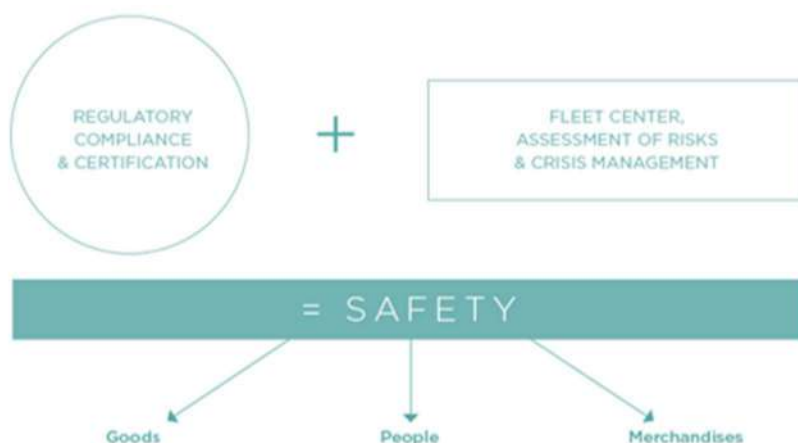 REGULATORY
COMPLIANCE
& CERTIFICATION
+
FLEET CENTER,
ASSESSMENT OF RISKS
& CRISIS MANAGEMENT
= SAFETY
Goods
People
Merchandises